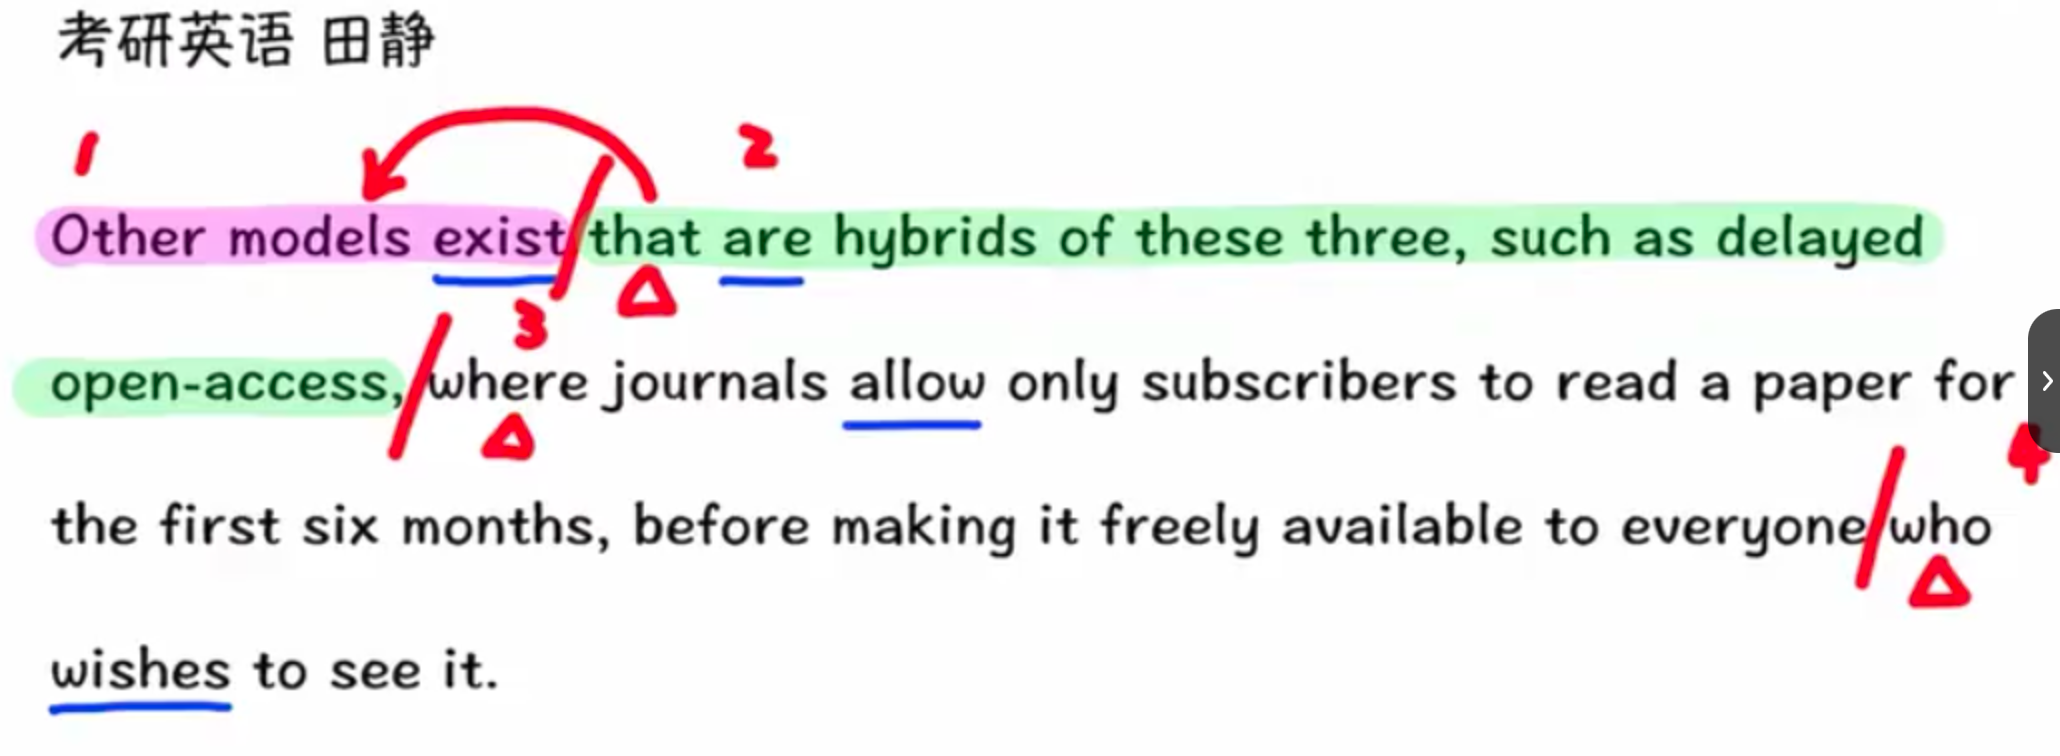 考研英语 田静
1 2
Other models exist that are hybrids of these three, such as delayed
3
open-access, where journals allow only subscribers to read a paper for
4
the first six months, before making it freely available to everyone who
wishes to see it.